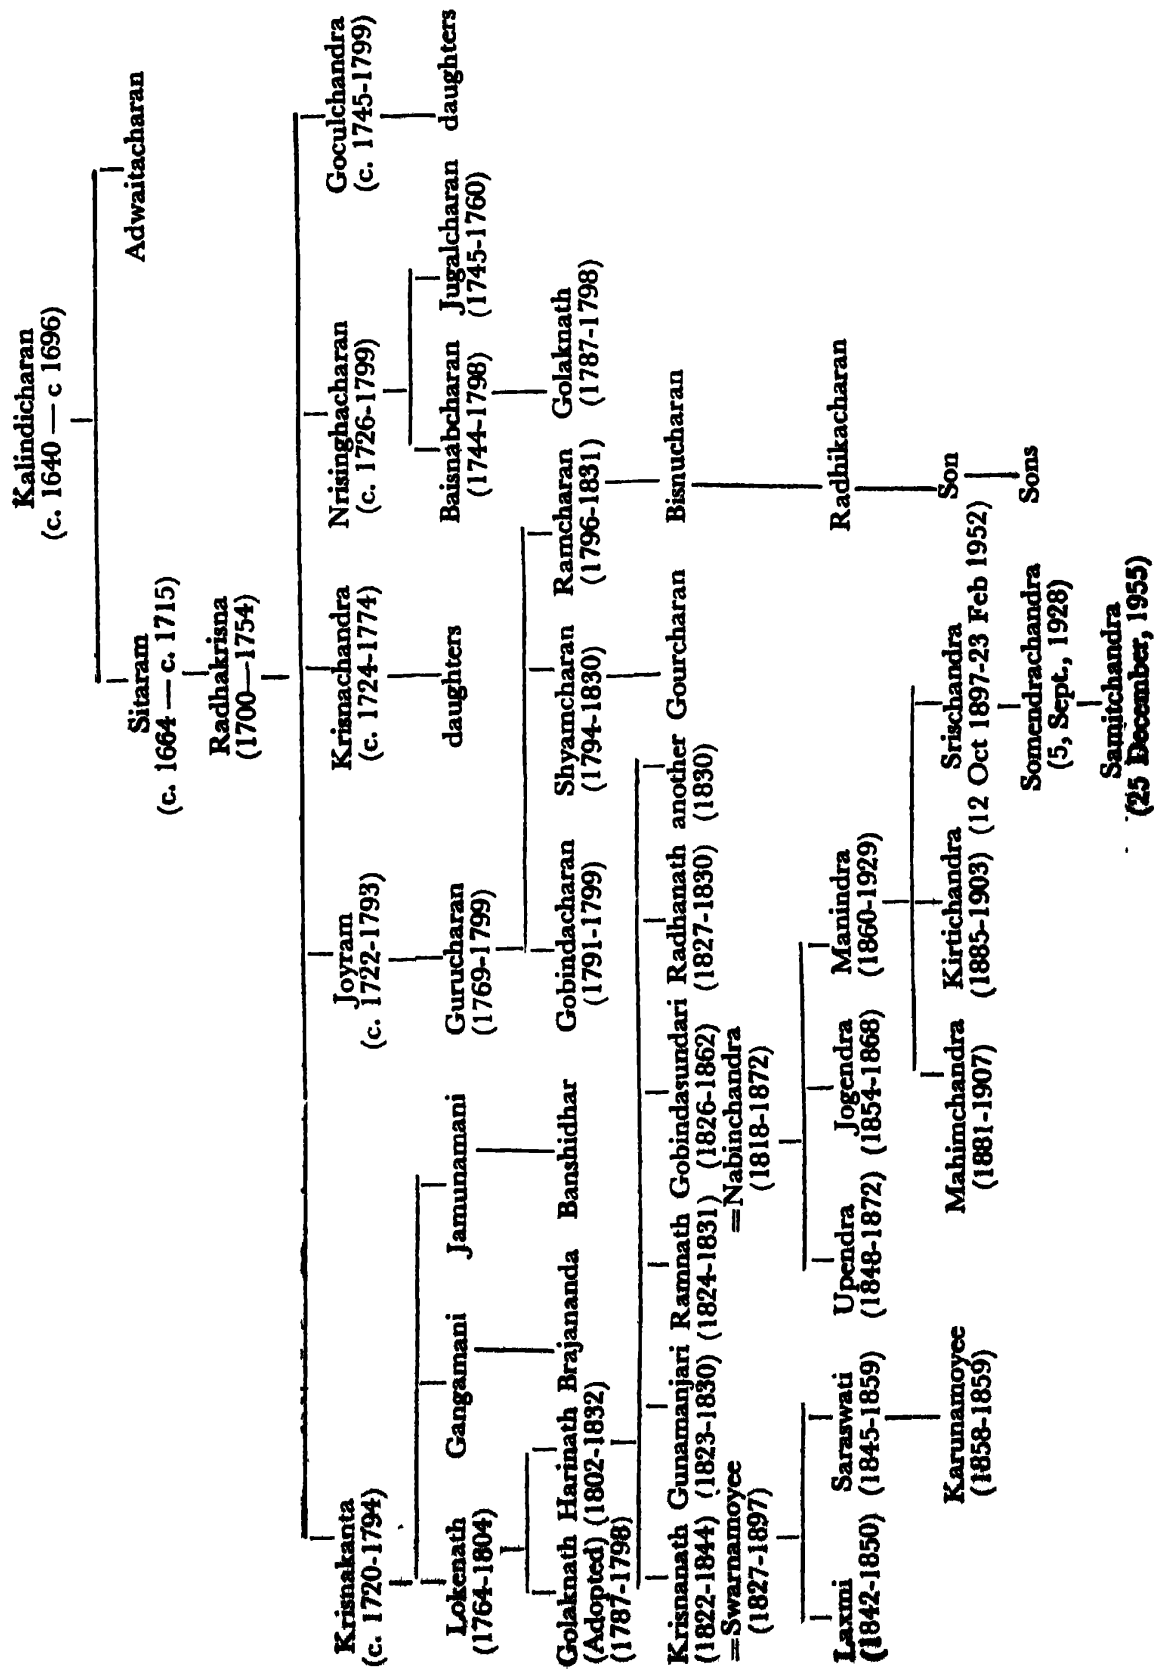 Kalindicharan
(c. 1640 — c 1696)
Sitaram
(c. 1664 — c. 1715)
Adwaitacharan
Radhakrisna
(1700—1754)
Krisnakanta
(c. 1720-1794)
Joyram
(c. 1722-1793)
Krisnachandra
(c. 1724-1774)
Nrisinghacharan
(c. 1726-1799)
Goculchandra
(c. 1745-1799)
Lokenath
(1764-1804)
Gangamani
Jamunamani
Gurucharan
(1769-1799)
daughters
Baisnabcharan
(1744-1798)
Jugalcharan
(1745-1760)
daughters
Golaknath
(Adopted)
(1787-1798)
Harinath
(1802-1832)
Brajananda
Banshidhar
Gobindacharan
(1791-1799)
Shyamcharan
(1794-1830)
Ramcharan
(1796-1831)
Golaknath
(1787-1798)
Krisnanath
(1822-1844)
=Swarnamoyee
(1827-1897)
Gunamanjari
(1823-1830)
Ramnath
(1824-1831)
Gobindasundari
(1826-1862)
=Nabinchandra
(1818-1872)
Radhanath
(1827-1830)
another
(1830)
Gourcharan
Bisnucharan
Laxmi
(1842-1850)
Saraswati
(1845-1859)
Upendra
(1848-1872)
Jogendra
(1854-1868)
Manindra
(1860-1929)
Radhikacharan
Karunamoyee
(1858-1859)
Mahimchandra
(1881-1907)
Kirtichandra
(1885-1903)
Srischandra
(12 Oct 1897-23 Feb 1952)
Son
Somendrachandra
(5, Sept., 1928)
Sons
Samitchandra
(25 December, 1955)